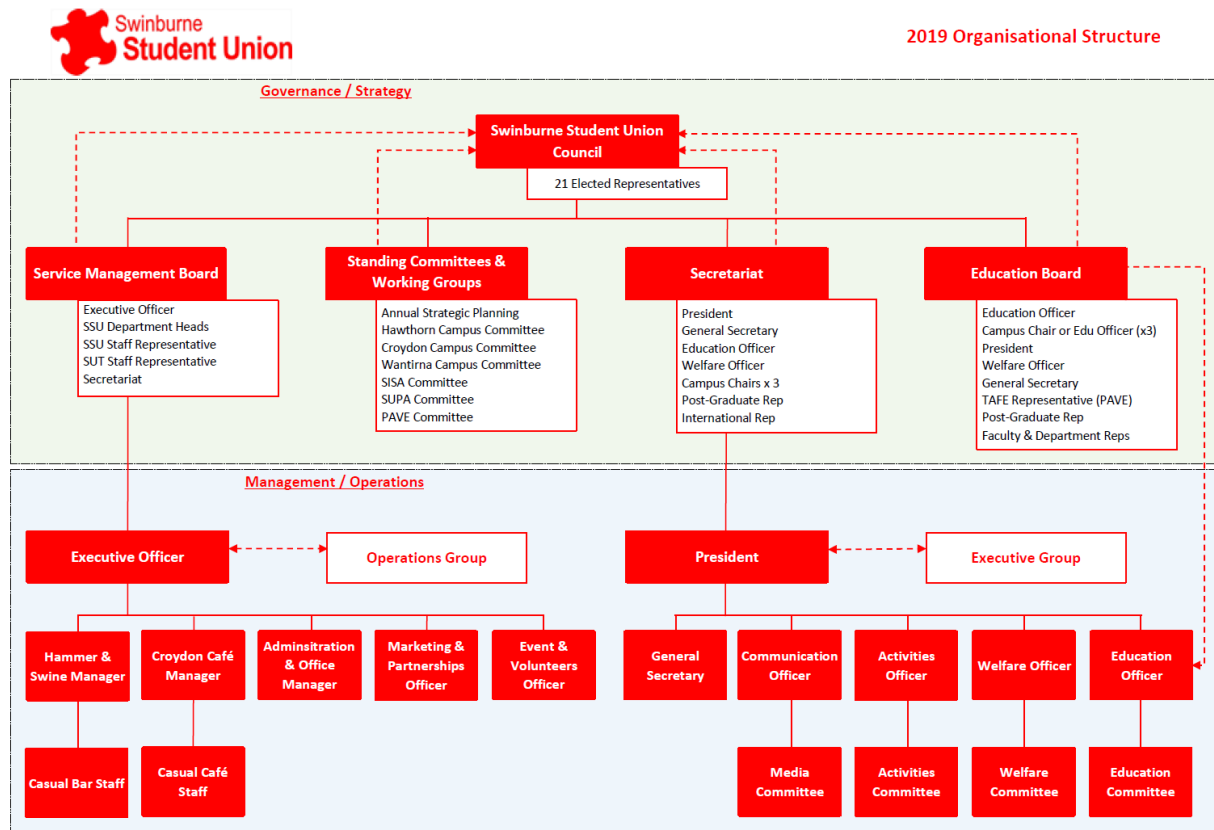 Swinburne
Student Union
2019 Organisational Structure
Governance / Strategy
Swinburne Student Union
Council
21 Elected Representatives
Service Management Board
Executive Officer
SSU Department Heads
SSU Staff Representative
SUT Staff Representative
Secretariat
Standing Committees &
Working Groups
Annual Strategic Planning
Hawthorn Campus Committee
Croydon Campus Committee
Wantirna Campus Committee
SISA Committee
SUPA Committee
PAVE Committee
Secretariat
President
General Secretary
Education Officer
Welfare Officer
Campus Chairs x 3
Post-Graduate Rep
International Rep
Education Board
Education Officer
Campus Chair or Edu Officer (x3)
President
Welfare Officer
General Secretary
TAFE Representative (PAVE)
Post-Graduate Rep
Faculty & Department Reps
Management / Operations
Executive Officer
Operations Group
President
Executive Group
Hammer &
Swine Manager
Croydon Café
Manager
Adminsitration
& Office
Manager
Marketing &
Partnerships
Officer
Event &
Volunteers
Officer
General
Secretary
Communication
Officer
Activities
Officer
Welfare Officer
Education
Officer
Casual Bar Staff
Casual Café
Staff
Media
Committee
Activities
Committee
Welfare
Committee
Education
Committee